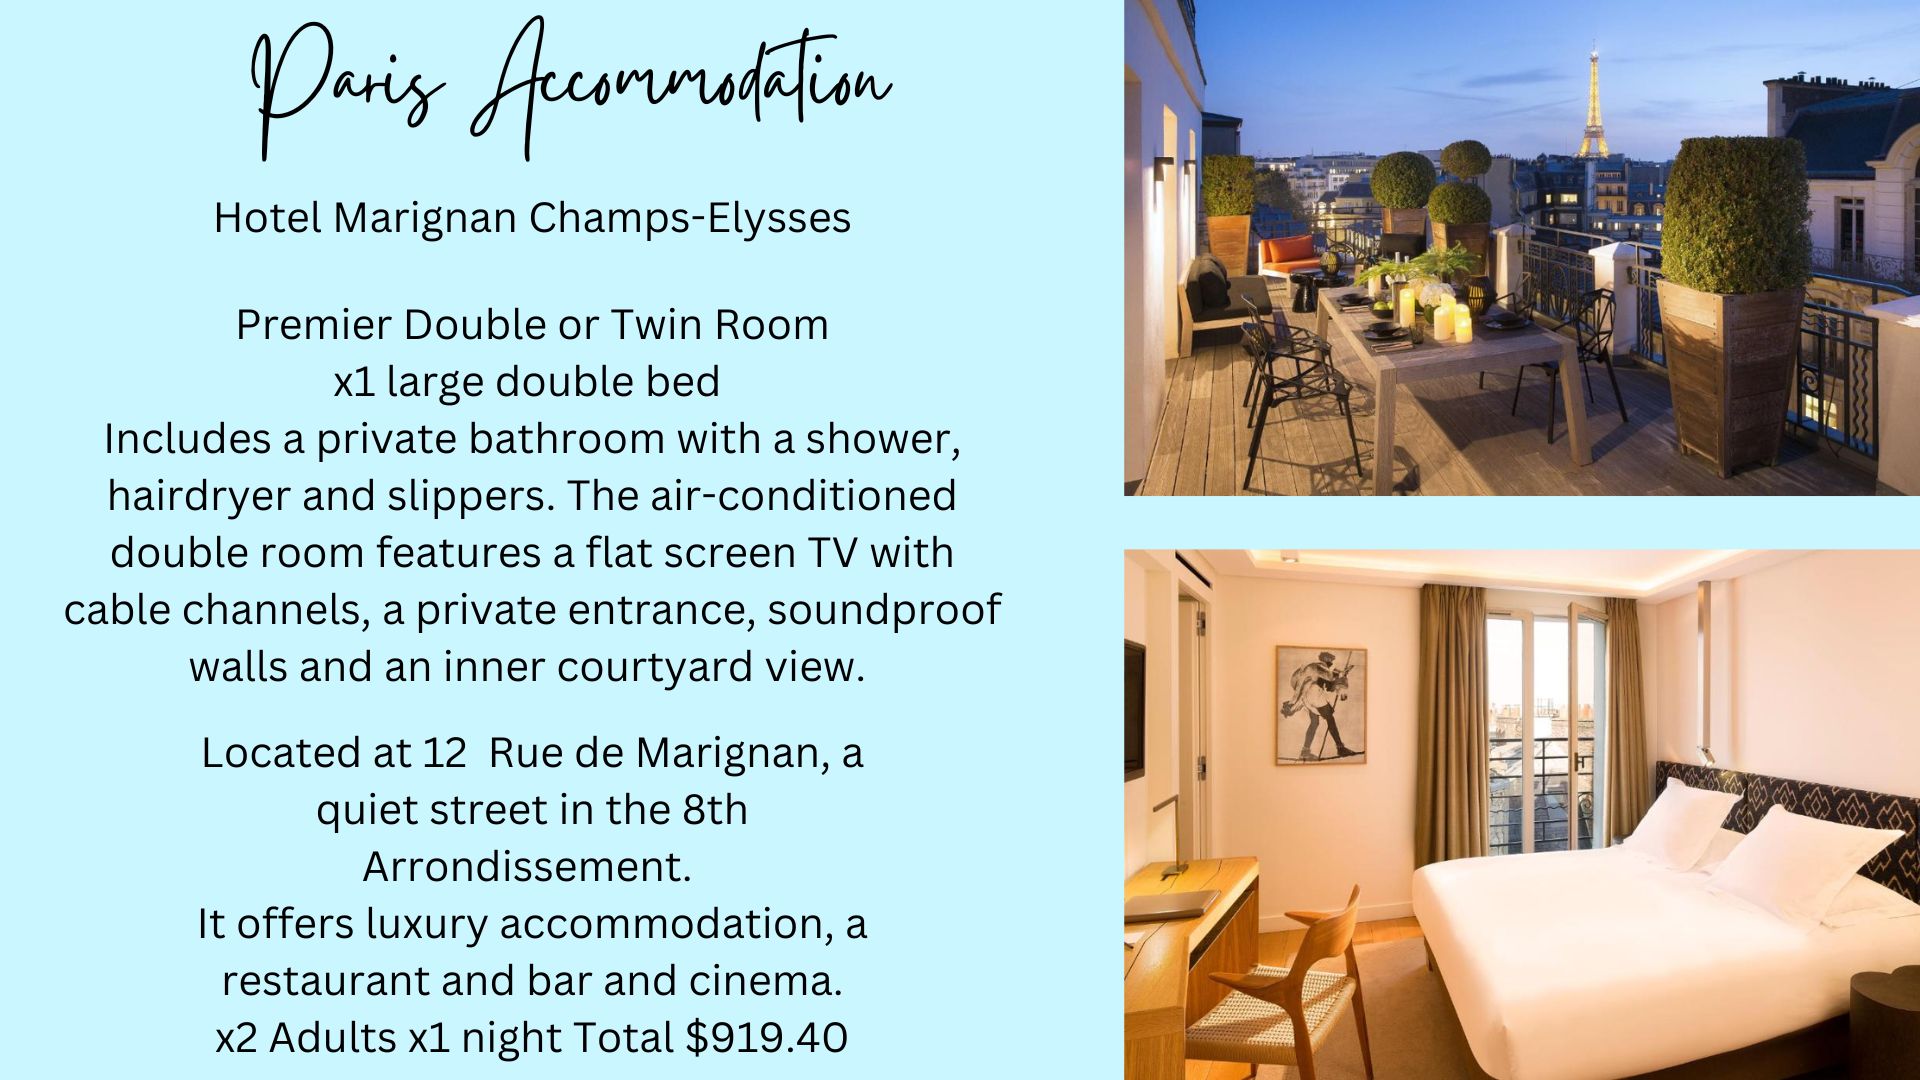 Paris Accommodation
Hotel Marignan Champs-Elysses
Premier Double or Twin Room
x1 large double bed
Includes a private bathroom with a shower,
hairdryer and slippers. The air-conditioned
double room features a flat screen TV with
cable channels, a private entrance, soundproof
walls and an inner courtyard view.
Located at 12 Rue de Marignan, a
quiet street in the 8th
Arrondissement.
It offers luxury accommodation, a
restaurant and bar and cinema.
x2 Adults x1 night Total $919.40